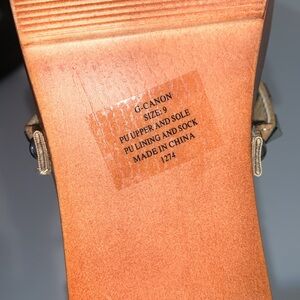 G-CANON
SIZE: 9
PU UPPER AND SOLE
PU LINING AND SOCK
MADE IN CHINA
1274